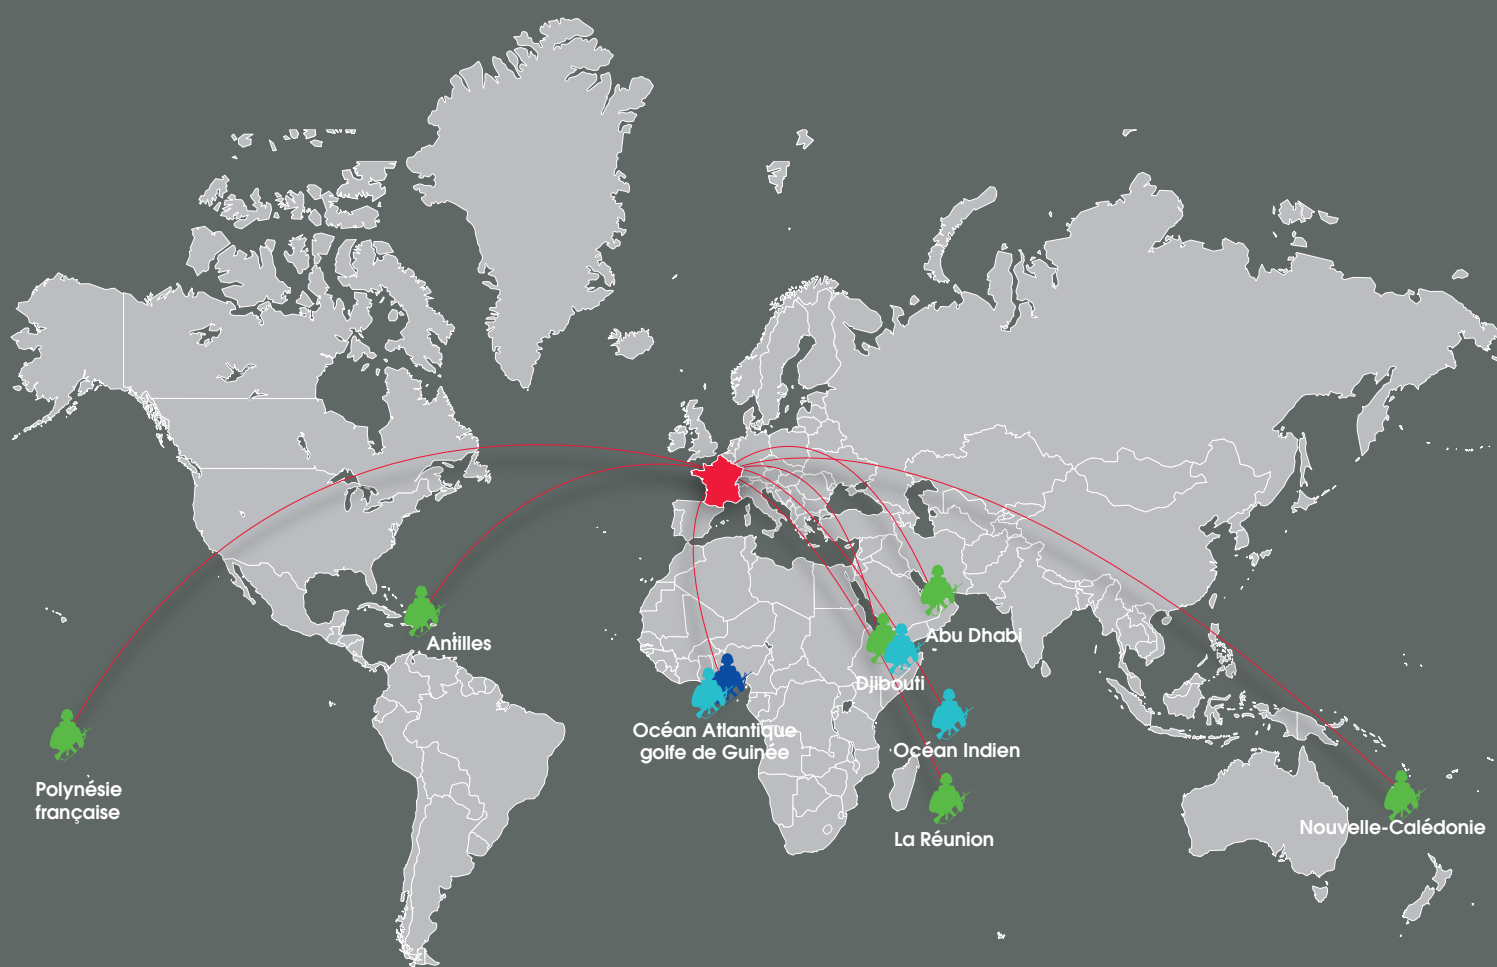 Antilles
Abu Dhabi
Djibouti
Océan Atlantique
golfe de Guinée
Océan Indien
Polynésie
française
Nouvelle-Calédonie
La Réunion